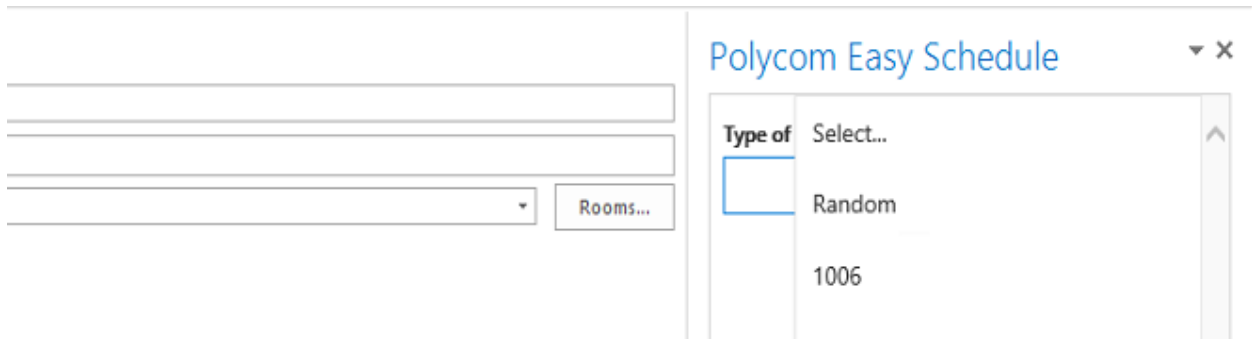 Polycom Easy Schedule
Type of
Select...
Random
Rooms...
1006